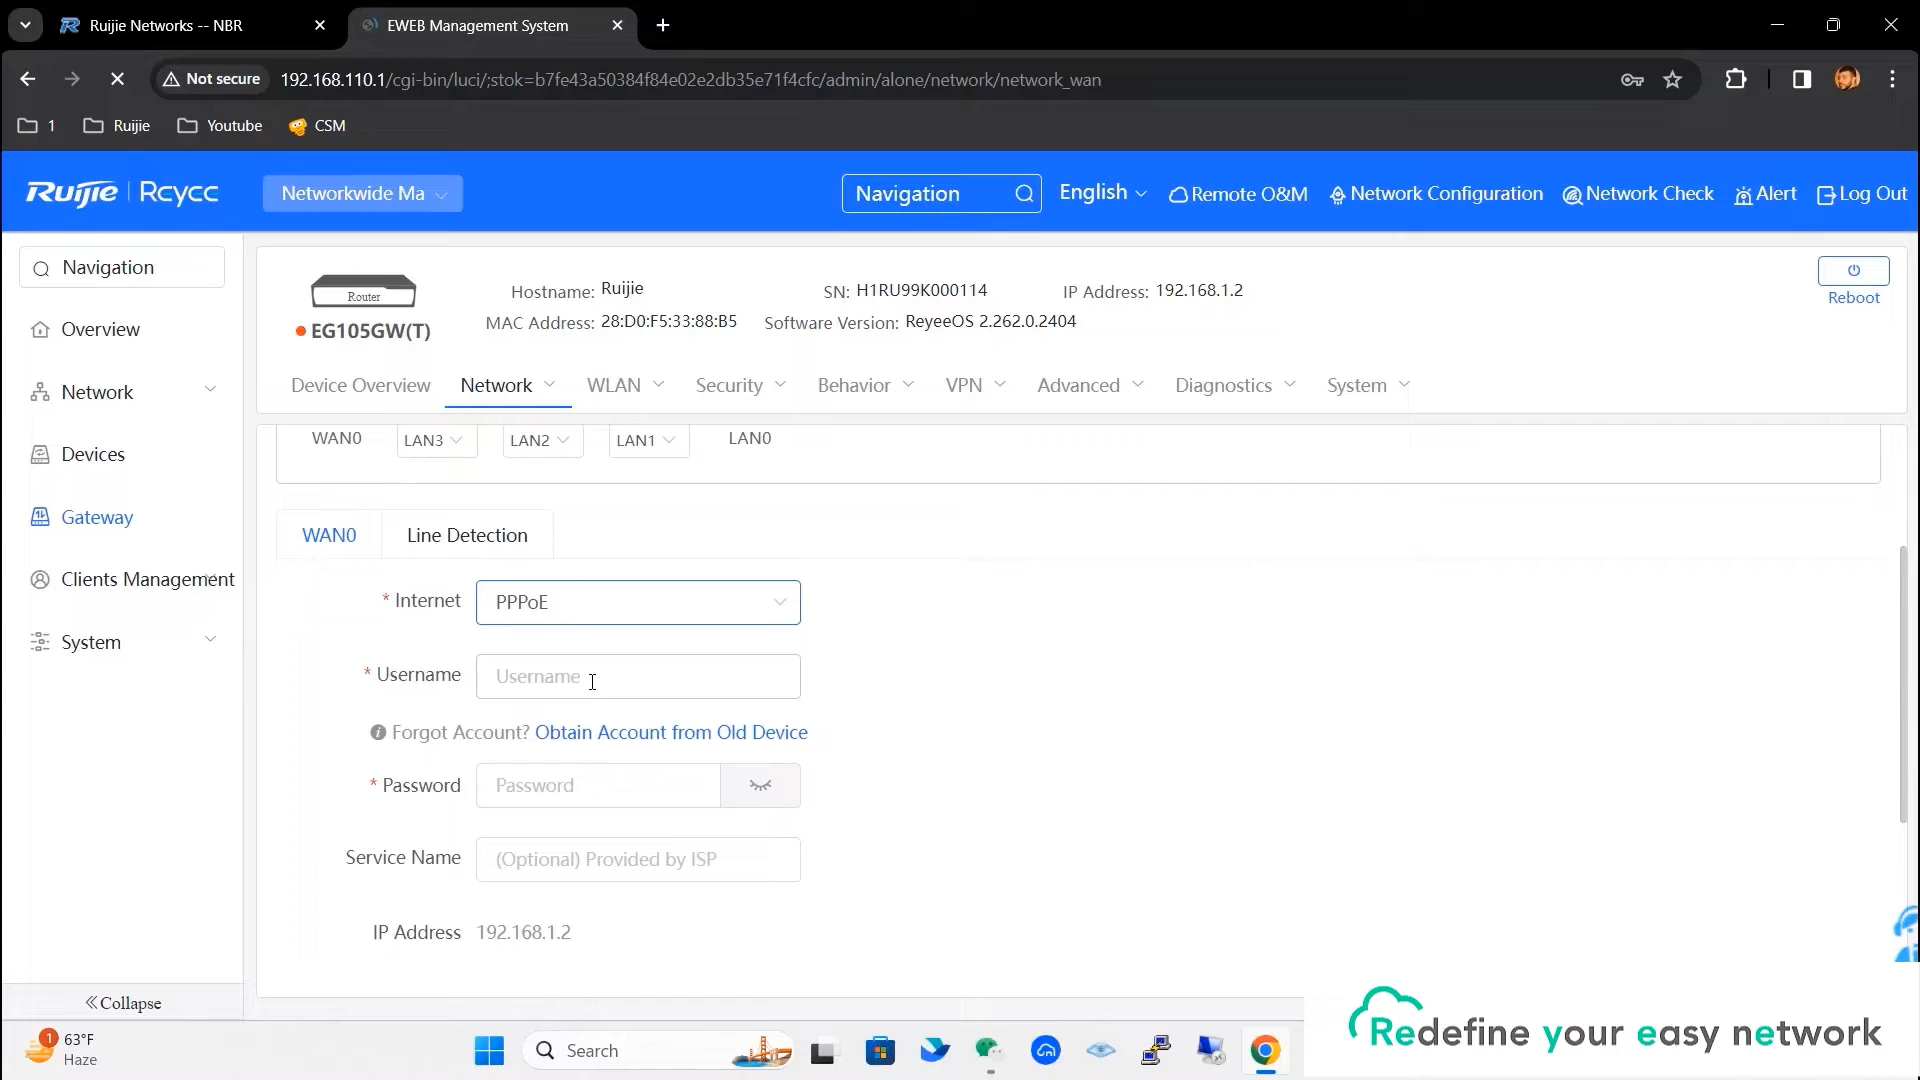 Ruijie Networks -- NBR
EWEB Management System
Not secure
192.168.110.1/cgi-bin/luci/;stok=b7fe43a50384f84e02e2db35e71f4cfc/admin/alone/network/network_wan
1
Ruijie
Youtube
CSM
Ruijie | Rcycc
Networkwide Ma
Navigation
English
Remote O&M
Network Configuration
Network Check
Alert
Log Out
Navigation
Overview
Network
Devices
Gateway
Clients Management
System
Collapse
Router
EG105GW(T)
Hostname: Ruijie
SN: H1RU99K000114
IP Address: 192.168.1.2
MAC Address: 28:D0:F5:33:88:B5
Software Version: ReyeeOS 2.262.0.2404
Reboot
Device Overview
Network
WLAN
Security
Behavior
VPN
Advanced
Diagnostics
System
WAN0
LAN3
LAN2
LAN1
LAN0
WAN0
Line Detection
* Internet
PPPoE
* Username
Username
Forgot Account? Obtain Account from Old Device
* Password
Password
Service Name
(Optional) Provided by ISP
IP Address
192.168.1.2
1
63°F
Haze
Search
Redefine your easy network